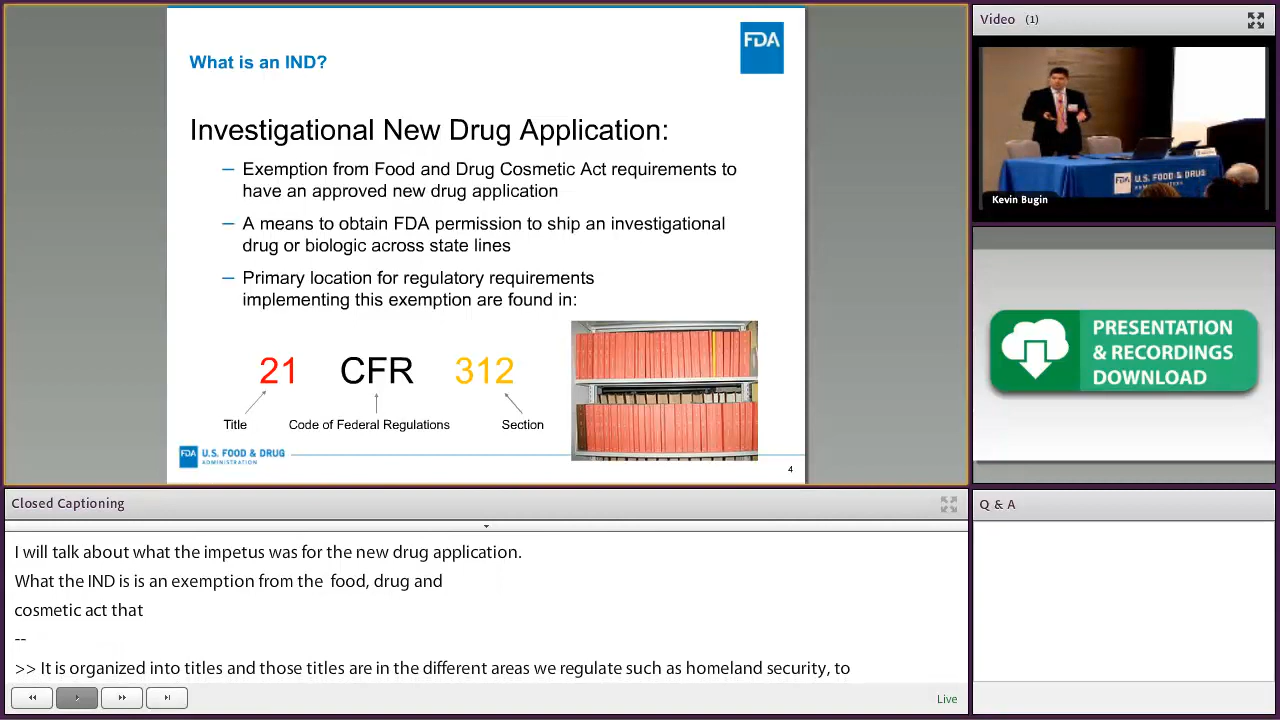 What is an IND?
FDA
Investigational New Drug Application:
– Exemption from Food and Drug Cosmetic Act requirements to
have an approved new drug application
– A means to obtain FDA permission to ship an investigational
drug or biologic across state lines
– Primary location for regulatory requirements
implementing this exemption are found in:
21 CFR 312
Title Code of Federal Regulations Section
FDA U.S. FOOD & DRUG
ADMINISTRATION
4
Video (1)
FDA U.S. FOOD & DRUG
ADMINISTRATION
Kevin Bugin
PRESENTATION
& RECORDINGS
DOWNLOAD
Closed Captioning
I will talk about what the impetus was for the new drug application.
What the IND is is an exemption from the food, drug and
cosmetic act that
--
>> It is organized into titles and those titles are in the different areas we regulate such as homeland security, to
Live
Q & A